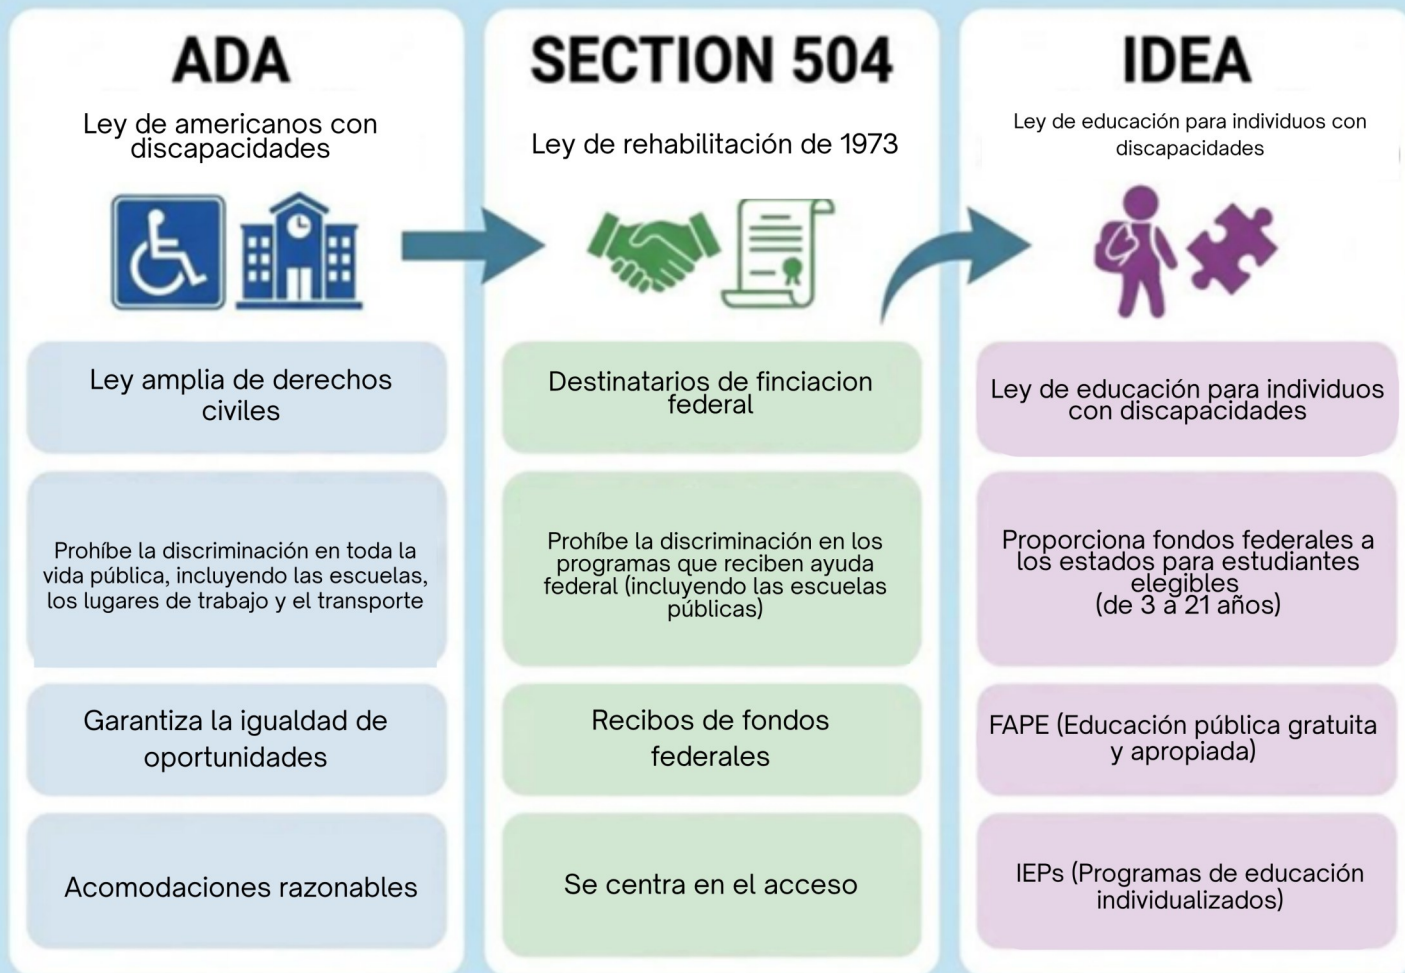 ADA
Ley de americanos con
discapacidades
Ley amplia de derechos
civiles
Prohíbe la discriminación en toda la
vida pública, incluyendo las escuelas,
los lugares de trabajo y el transporte
Garantiza la igualdad de
oportunidades
Acomodaciones razonables
SECTION 504
Ley de rehabilitación de 1973
Destinatarios de finciacion
federal
Prohíbe la discriminación en los
programas que reciben ayuda
federal (incluyendo las escuelas
públicas)
Recibos de fondos
federales
Se centra en el acceso
IDEA
Ley de educación para individuos con
discapacidades
Ley de educación para individuos
con discapacidades
Proporciona fondos federales a
los estados para estudiantes
elegibles
(de 3 a 21 años)
FAPE (Educación pública gratuita
y apropiada)
IEPs (Programas de educación
individualizados)